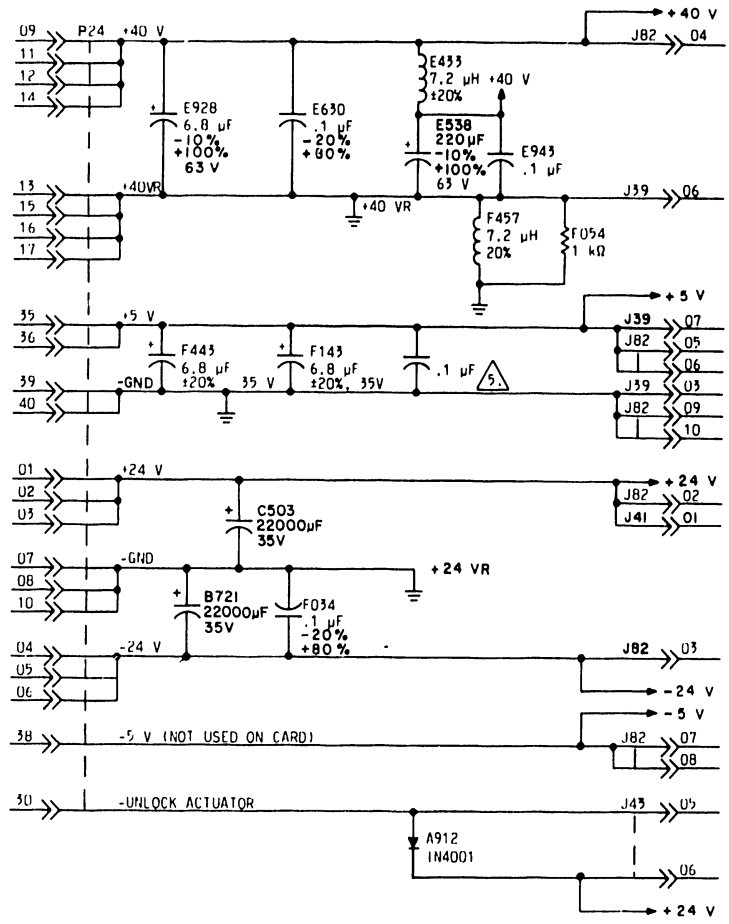 +40 V
09 P24 +40 V J82 04
11
12
14
E433
7.2 µH +40 V
±20%
+ E928
6.8 µF
-10%
+100%
63 V
E630
.1 µF
-20%
+80%
E538
+ 220µF
-10%
+100%
63 V
E943
.1 µF
13 +40VR J39 06
15
16
17
+40 VR
F457
7.2 µH
20%
F054
1 kΩ
+5 V
35 +5 V J39 07
36 J82 05
06
+ F443
6.8 µF
±20%
35 V
+ F143
6.8 µF
±20%, 35V
.1 µF 5.
39 -GND J39 03
40 J82 09
10
01 +24 V +24 V
02 J82 02
03 J41 01
+ C503
22000µF
35V
07 -GND +24 VR
08
10
+ B721
22000µF
35V
F034
.1 µF
-20%
+80%
04 -24 V J82 03
05
06
-24 V
-5 V
38 -5 V (NOT USED ON CARD) J82 07
08
30 -UNLOCK ACTUATOR J43 05
A912
IN4001
06
+24 V